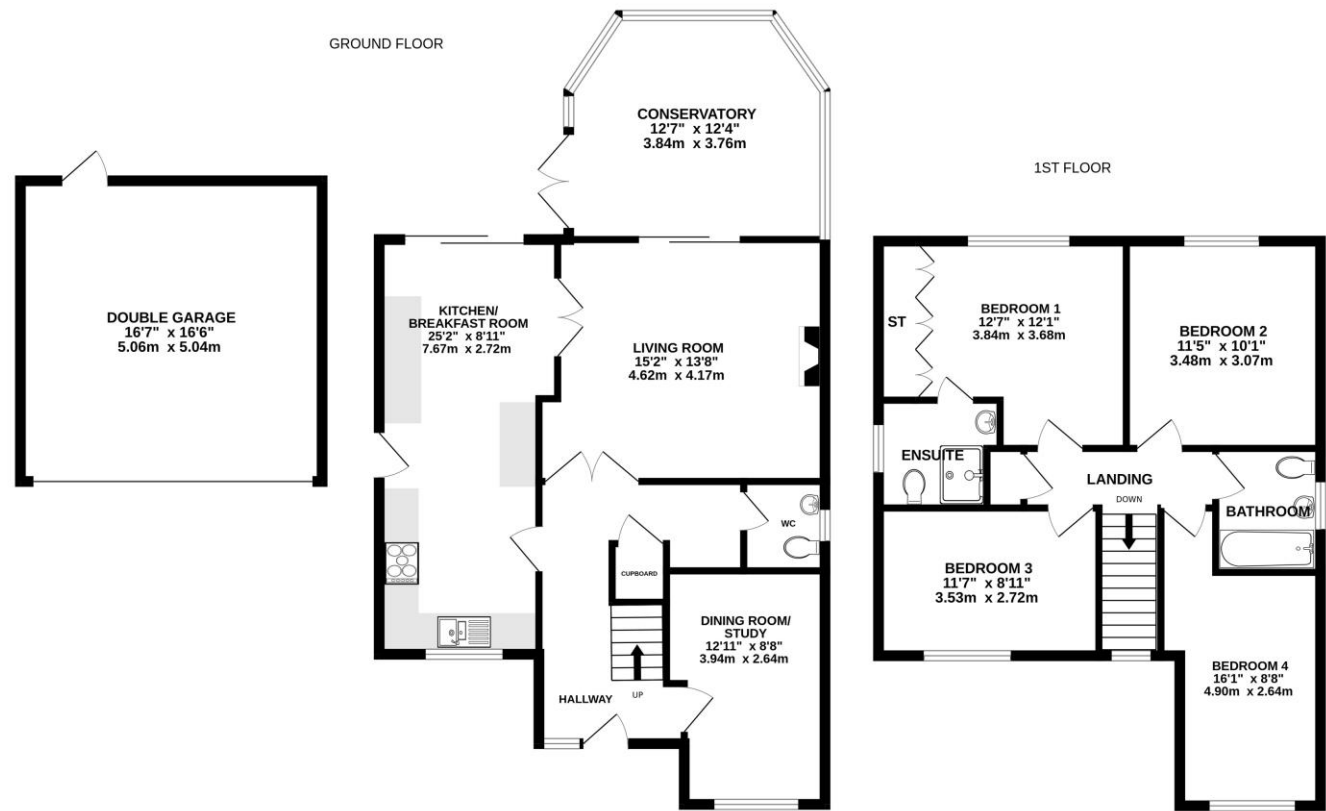 GROUND FLOOR
CONSERVATORY
12'7" x 12'4"
3.84m x 3.76m
DOUBLE GARAGE
16'7" x 16'6"
5.06m x 5.04m
KITCHEN/
BREAKFAST ROOM
25'2" x 8'11"
7.67m x 2.72m
LIVING ROOM
15'2" x 13'8"
4.62m x 4.17m
WC
CUPBOARD
DINING ROOM/
STUDY
12'11" x 8'8"
3.94m x 2.64m
HALLWAY
UP
1ST FLOOR
ST
BEDROOM 1
12'7" x 12'1"
3.84m x 3.68m
BEDROOM 2
11'5" x 10'1"
3.48m x 3.07m
ENSUITE
LANDING
DOWN
BATHROOM
BEDROOM 3
11'7" x 8'11"
3.53m x 2.72m
BEDROOM 4
16'1" x 8'8"
4.90m x 2.64m